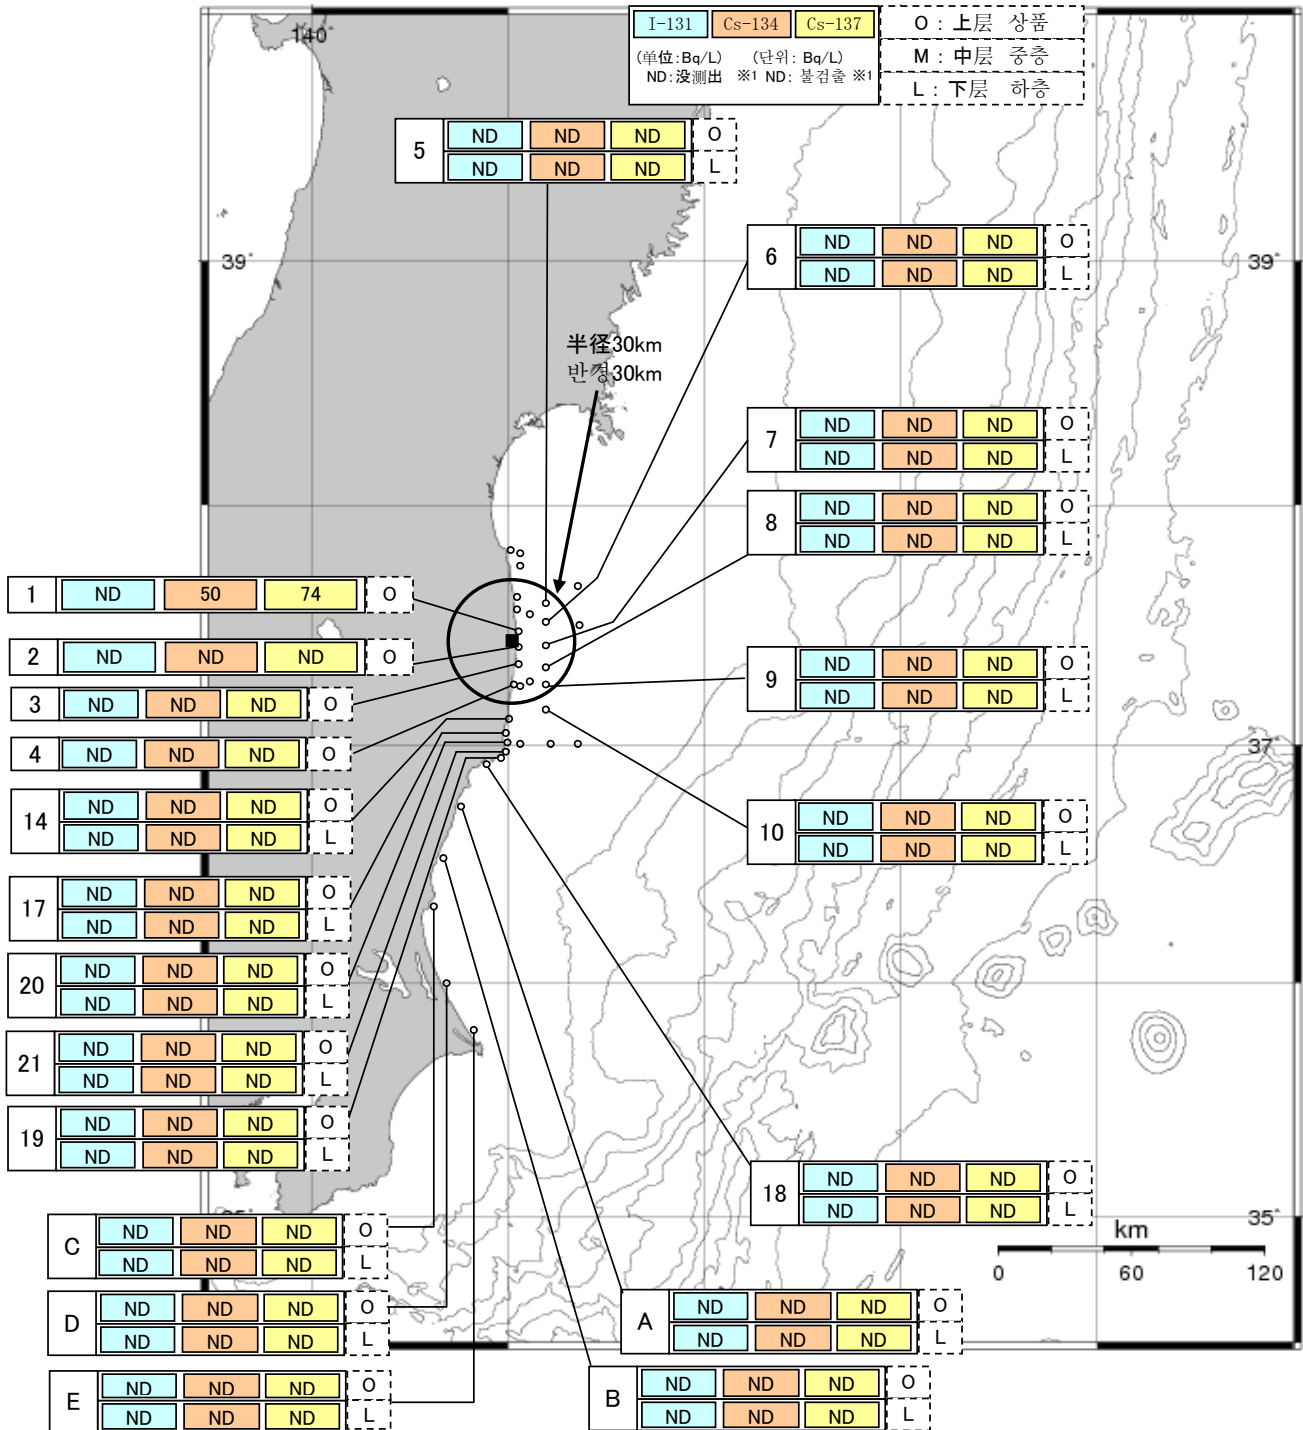 140°
I-131 Cs-134 Cs-137
(单位:Bq/L) (단위: Bq/L)
ND:没测出 ※1 ND: 불검출 ※1
O : 上层 상품
M : 中层 중층
L : 下层 하층
5 ND ND ND O
ND ND ND L
6 ND ND ND O
ND ND ND L
39° 39°
半径30km
반경30km
7 ND ND ND O
ND ND ND L
8 ND ND ND O
ND ND ND L
1 ND 50 74 O
2 ND ND ND O
3 ND ND ND O
4 ND ND ND O
9 ND ND ND O
ND ND ND L
37°
14 ND ND ND O
ND ND ND L
10 ND ND ND O
ND ND ND L
17 ND ND ND O
ND ND ND L
20 ND ND ND O
ND ND ND L
21 ND ND ND O
ND ND ND L
19 ND ND ND O
ND ND ND L
18 ND ND ND O
ND ND ND L
35°
km
0 60 120
C ND ND ND O
ND ND ND L
D ND ND ND O
ND ND ND L
A ND ND ND O
ND ND ND L
E ND ND ND O
ND ND ND L
B ND ND ND O
ND ND ND L